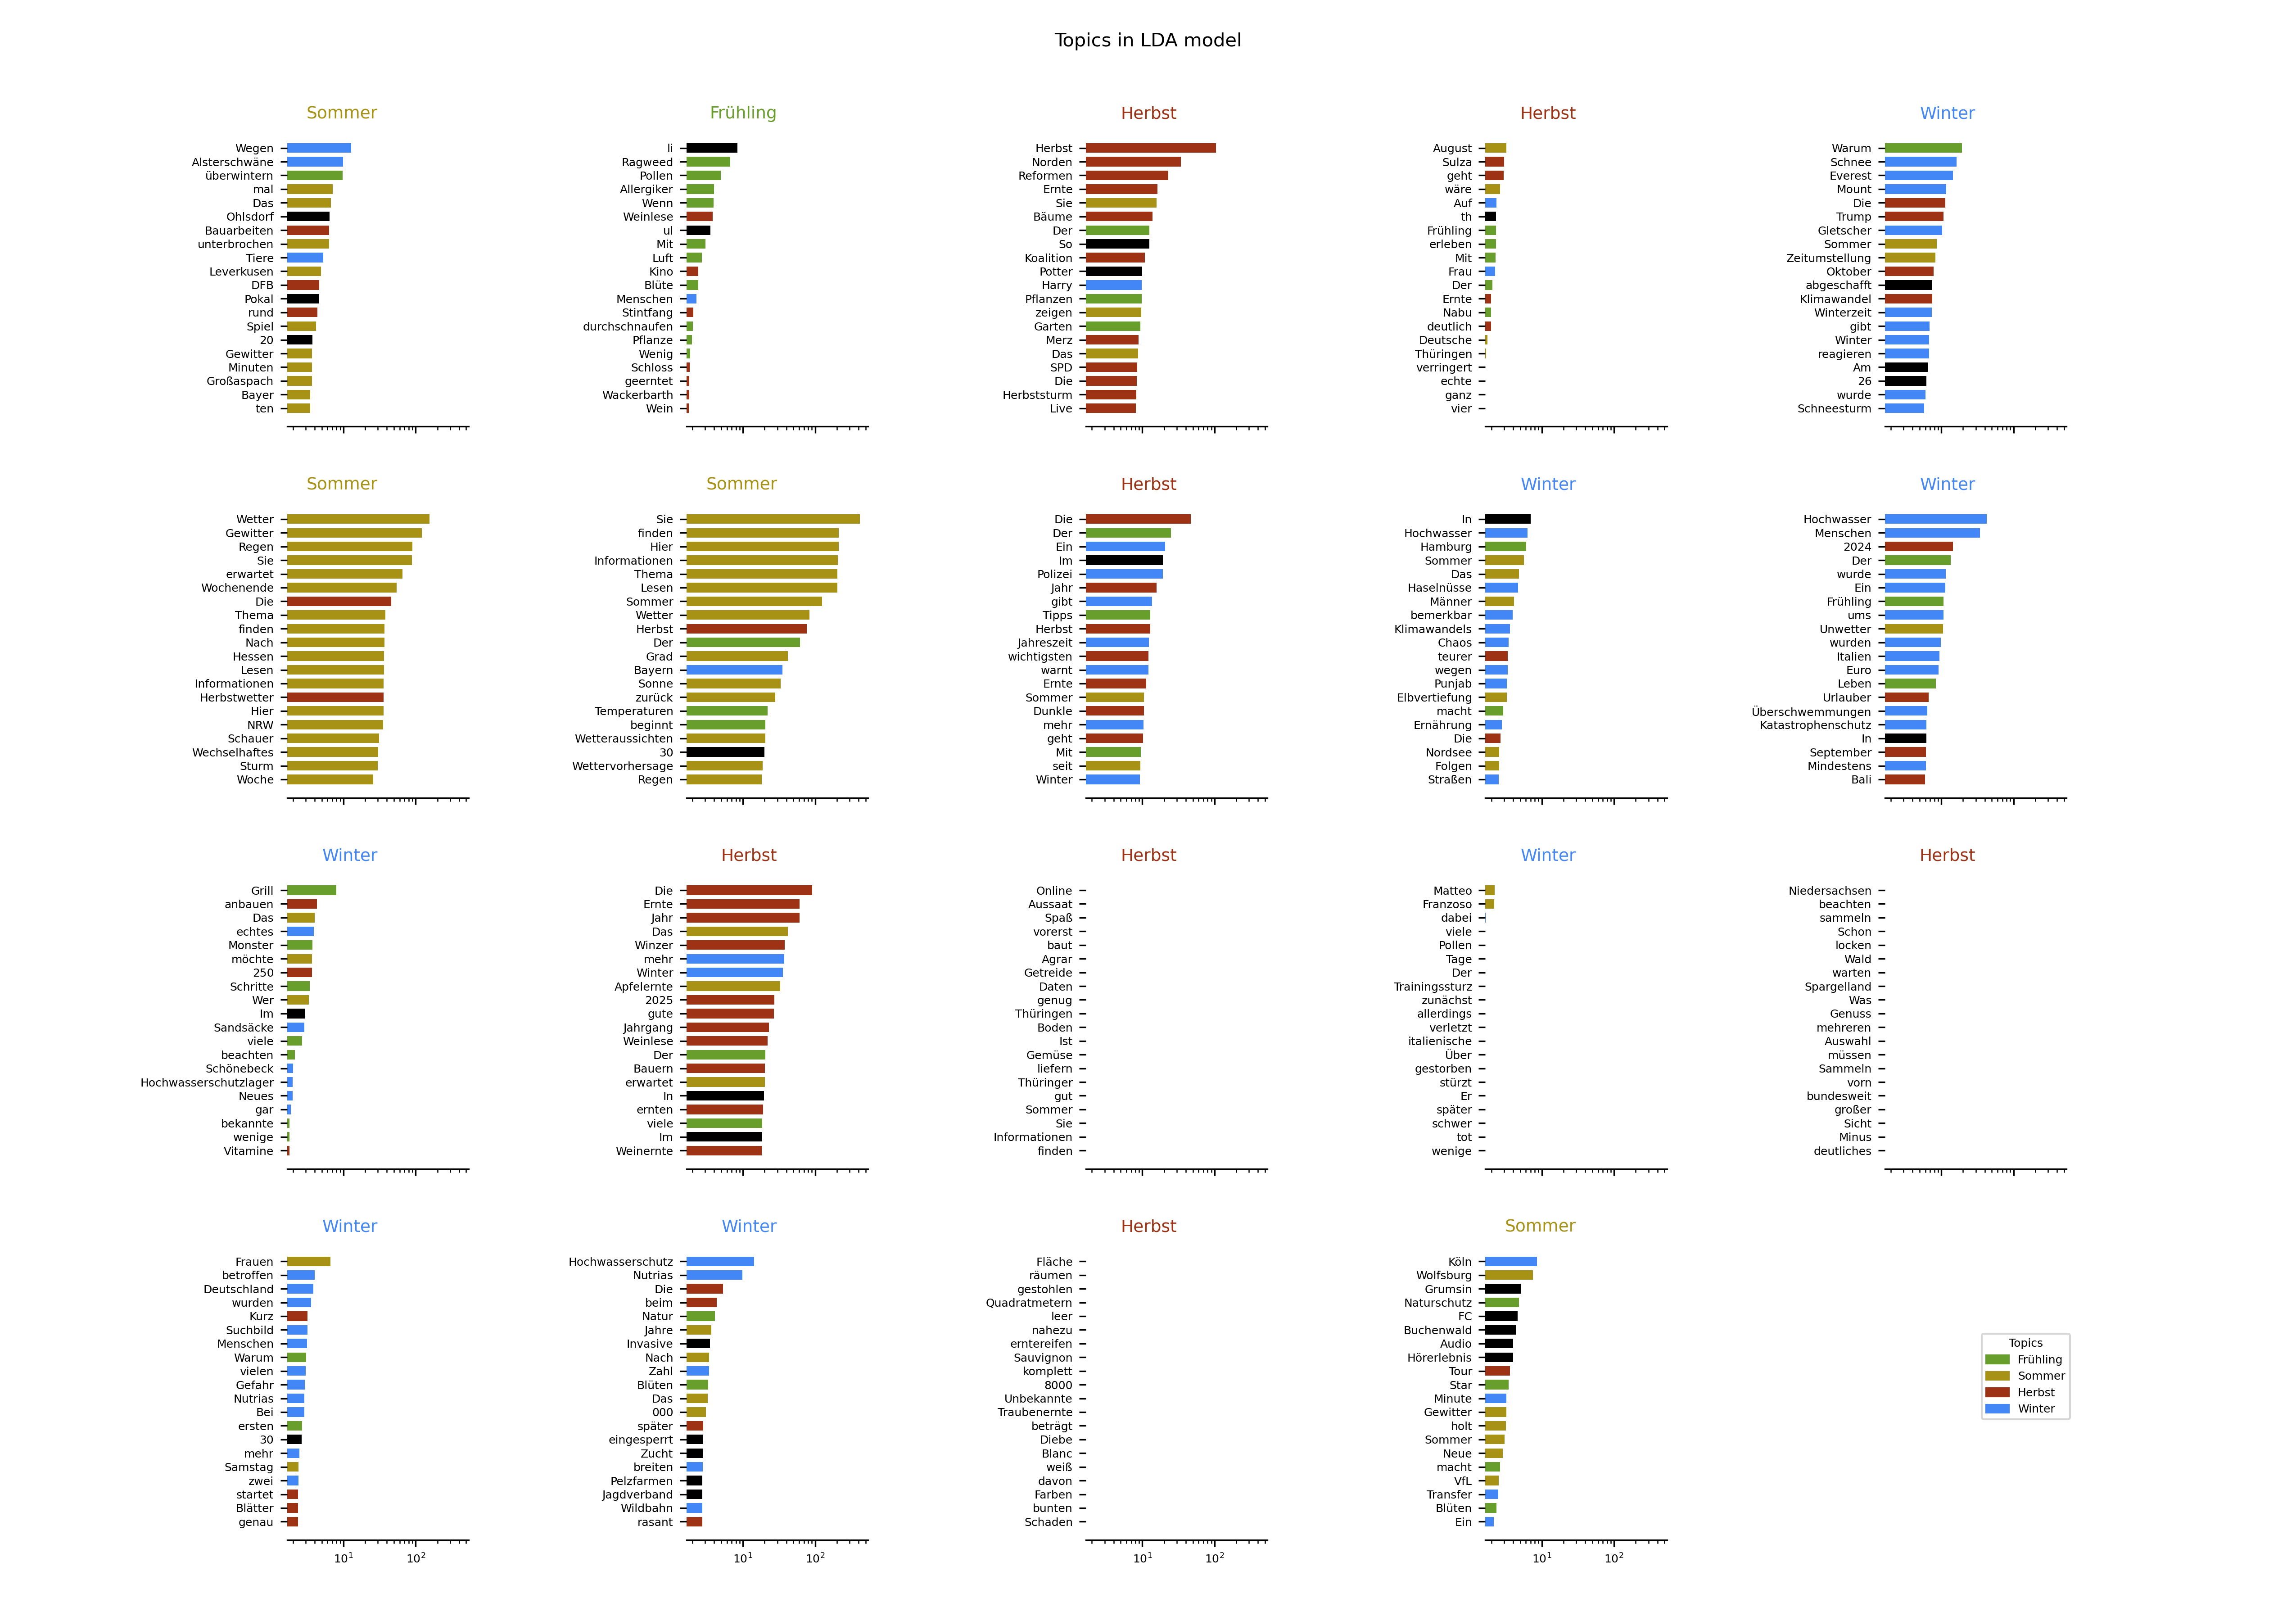 Topics in LDA model
Sommer
Wegen
Alsterschwäne
überwintern
mal
Das
Ohlsdorf
Bauarbeiten
unterbrochen
Tiere
Leverkusen
DFB
Pokal
rund
Spiel
20
Gewitter
Minuten
Großaspach
Bayer
ten
Frühling
li
Ragweed
Pollen
Allergiker
Wenn
Weinlese
ul
Mit
Luft
Kino
Blüte
Menschen
Stintfang
durchschnaufen
Pflanze
Wenig
Schloss
geerntet
Wackerbarth
Wein
Herbst
Herbst
Norden
Reformen
Ernte
Sie
Bäume
Der
So
Koalition
Potter
Harry
Pflanzen
zeigen
Garten
Merz
Das
SPD
Die
Herbststurm
Live
Herbst
August
Sulza
geht
wäre
Auf
th
Frühling
erleben
Mit
Frau
Der
Ernte
Nabu
deutlich
Deutsche
Thüringen
verringert
echte
ganz
vier
Winter
Warum
Schnee
Everest
Mount
Die
Trump
Gletscher
Sommer
Zeitumstellung
Oktober
abgeschafft
Klimawandel
Winterzeit
gibt
Winter
reagieren
Am
26
wurde
Schneesturm
Sommer
Wetter
Gewitter
Regen
Sie
erwartet
Wochenende
Die
Thema
finden
Nach
Hessen
Lesen
Informationen
Herbstwetter
Hier
NRW
Schauer
Wechselhaftes
Sturm
Woche
Sommer
Sie
finden
Hier
Informationen
Thema
Lesen
Sommer
Wetter
Herbst
Der
Grad
Bayern
Sonne
zurück
Temperaturen
beginnt
Wetteraussichten
30
Wettervorhersage
Regen
Herbst
Die
Der
Ein
Im
Polizei
Jahr
gibt
Tipps
Herbst
Jahreszeit
wichtigsten
warnt
Ernte
Sommer
Dunkle
mehr
geht
Mit
seit
Winter
Winter
In
Hochwasser
Hamburg
Sommer
Das
Haselnüsse
Männer
bemerkbar
Klimawandels
Chaos
teurer
wegen
Punjab
Elbvertiefung
macht
Ernährung
Die
Nordsee
Folgen
Straßen
Winter
Hochwasser
Menschen
2024
Der
wurde
Ein
Frühling
ums
Unwetter
wurden
Italien
Euro
Leben
Urlauber
Überschwemmungen
Katastrophenschutz
In
September
Mindestens
Bali
Winter
Grill
anbauen
Das
echtes
Monster
möchte
250
Schritte
Wer
Im
Sandsäcke
viele
beachten
Schönebeck
Hochwasserschutzlager
Neues
gar
bekannte
wenige
Vitamine
Herbst
Die
Ernte
Jahr
Das
Winzer
mehr
Winter
Apfelernte
2025
gute
Jahrgang
Weinlese
Der
Bauern
erwartet
In
ernten
viele
Im
Weinernte
Herbst
Online
Aussaat
Spaß
vorerst
baut
Agrar
Getreide
Daten
genug
Thüringen
Boden
Ist
Gemüse
liefern
Thüringer
gut
Sommer
Sie
Informationen
finden
Winter
Matteo
Franzoso
dabei
viele
Pollen
Tage
Der
Trainingssturz
zunächst
allerdings
verletzt
italienische
Über
gestorben
stürzt
Er
später
schwer
tot
wenige
Herbst
Niedersachsen
beachten
sammeln
Schon
locken
Wald
warten
Spargelland
Was
Genuss
mehreren
Auswahl
müssen
Sammeln
vorn
bundesweit
großer
Sicht
Minus
deutliches
Winter
Frauen
betroffen
Deutschland
wurden
Kurz
Suchbild
Menschen
Warum
vielen
Gefahr
Nutrias
Bei
ersten
30
mehr
Samstag
zwei
startet
Blätter
genau
10¹ 10²
Winter
Hochwasserschutz
Nutrias
Die
beim
Natur
Jahre
Invasive
Nach
Zahl
Blüten
Das
000
später
eingesperrt
Zucht
breiten
Pelzfarmen
Jagdverband
Wildbahn
rasant
10¹ 10²
Herbst
Fläche
räumen
gestohlen
Quadratmetern
leer
nahezu
erntereifen
Sauvignon
komplett
8000
Unbekannte
Traubenernte
beträgt
Diebe
Blanc
weiß
davon
Farben
bunten
Schaden
10¹ 10²
Sommer
Köln
Wolfsburg
Grumsin
Naturschutz
FC
Buchenwald
Audio
Hörerlebnis
Tour
Star
Minute
Gewitter
holt
Sommer
Neue
macht
VfL
Transfer
Blüten
Ein
10¹ 10²
Topics
Frühling
Sommer
Herbst
Winter